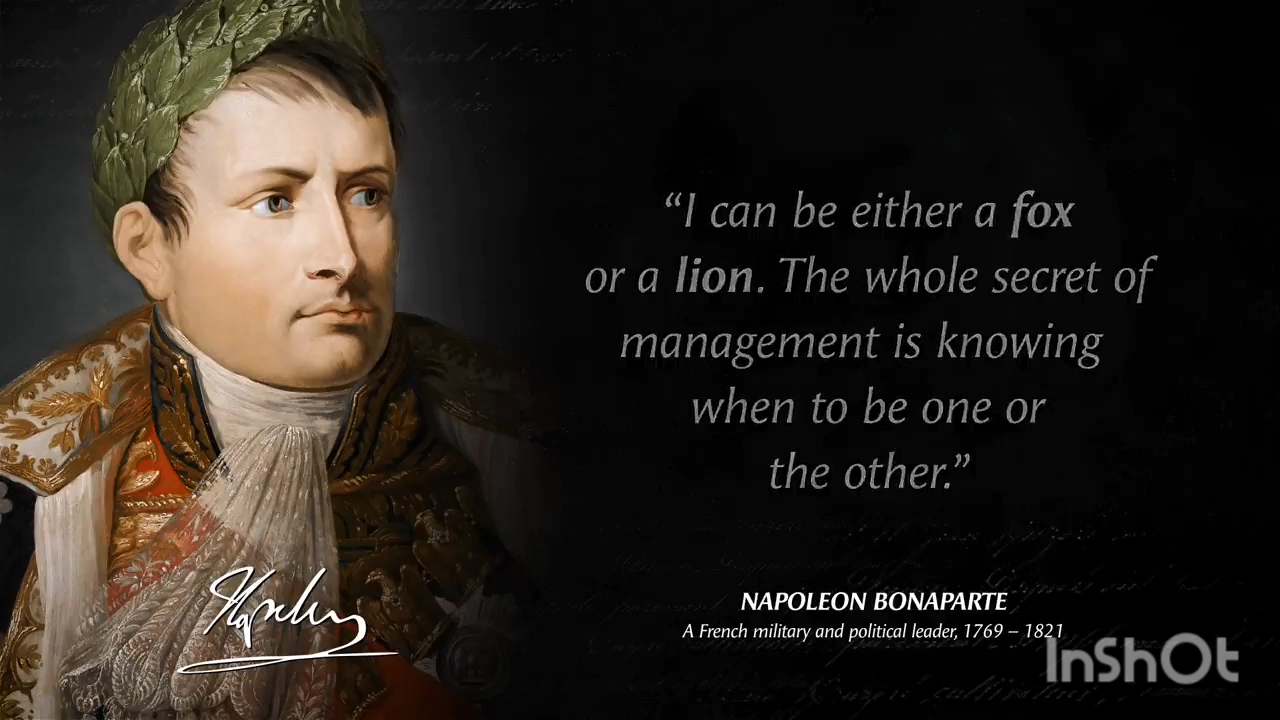 “I can be either a fox
or a lion. The whole secret of
management is knowing
when to be one or
the other.”
NAPOLEON BONAPARTE
A French military and political leader, 1769 – 1821
InShOt